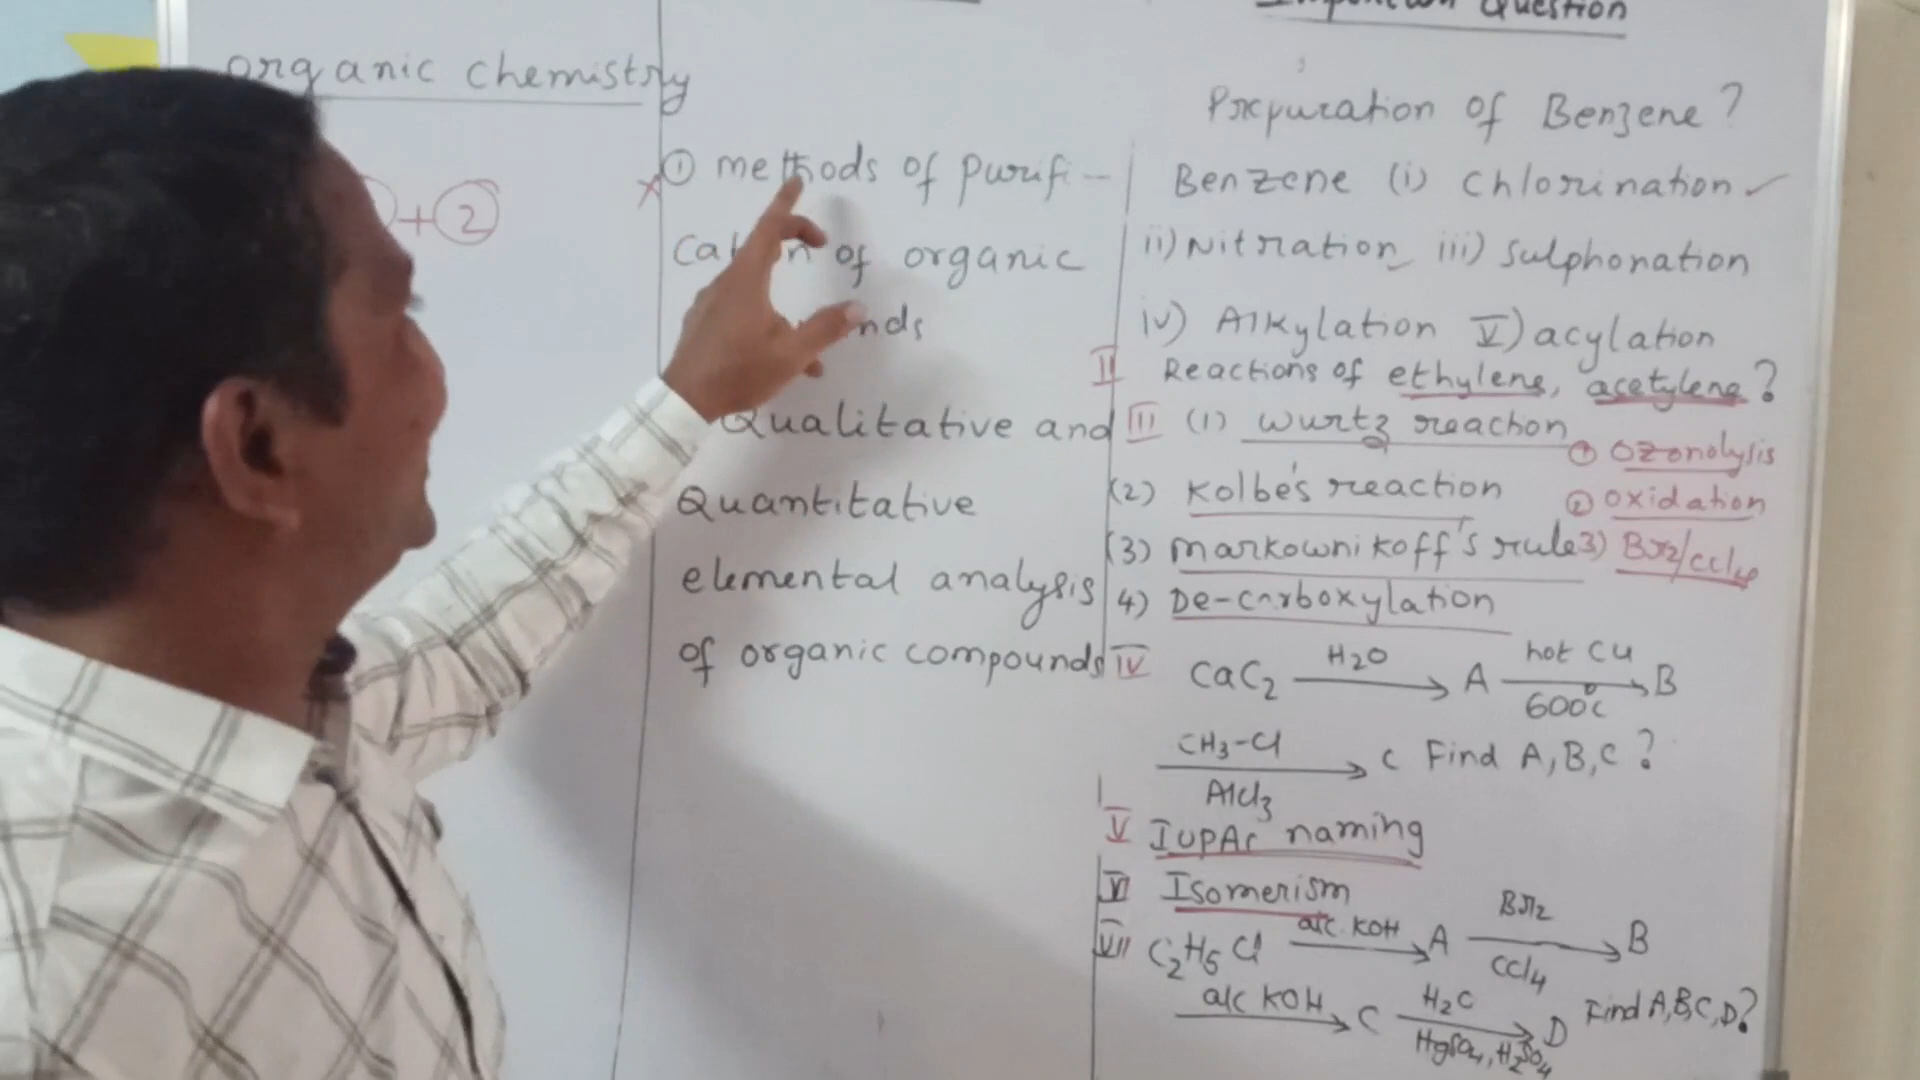 organic chemistry
+ 2
x ① methods of purifi-
of organic
Qualitative and
Quantitative
elemental analysis
of organic compounds
Question
Preparation of Benzene?
Benzene (i) chlorination ✓
ii) Nitration iii) Sulphonation
iv) Alkylation V) acylation
II Reactions of ethylene, acetylene?
III (1) wurtz reaction
① Ozonolysis
(2) Kolbe's reaction
② oxidation
(3) markownikoff's rule
3) Br2/ccl4
4) De-carboxylation
IV CaC2 H2O → A hot Cu 600°c → B
CH3-Cl AlCl3 → C Find A, B, C?
V IUPAC naming
VI Isomerism
VII C2H5Cl alc. KOH → A Br2 CCl4 → B
alc KOH → C H2O HgSO4, H2SO4 → D Find A, B, C, D?